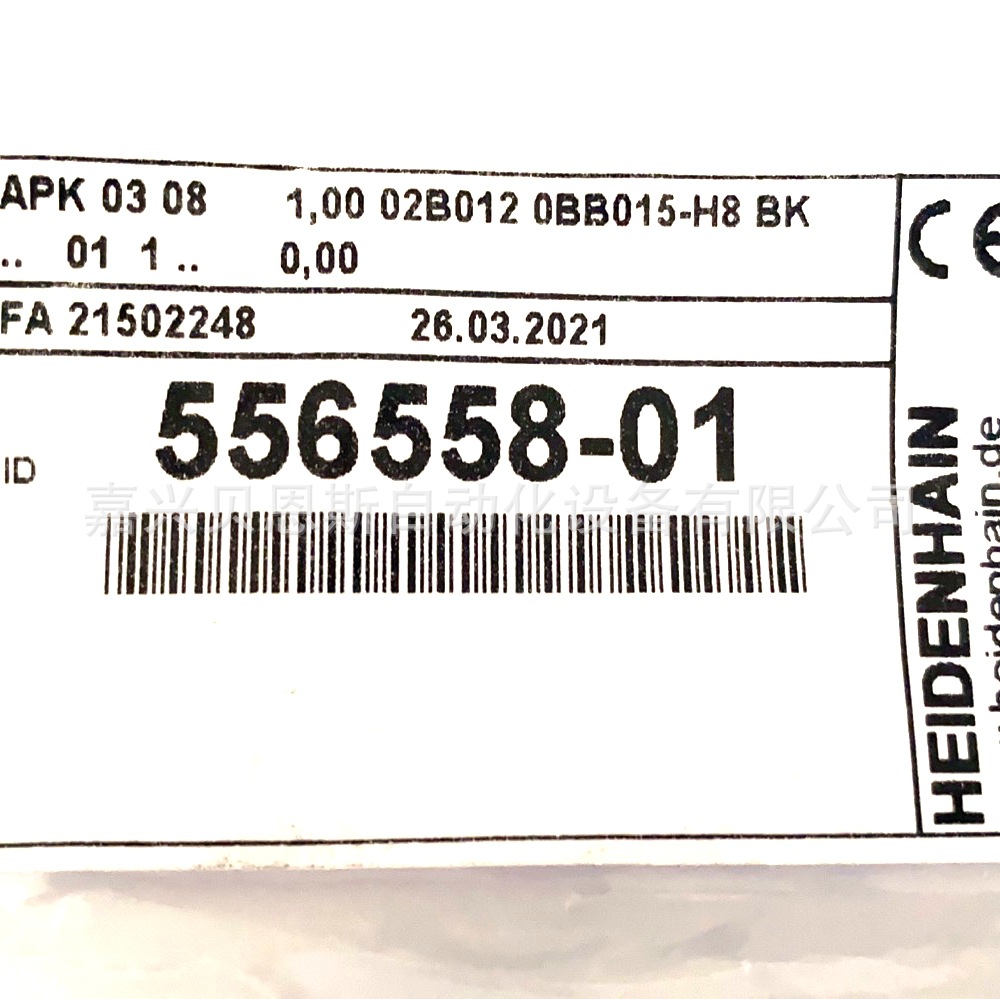 APK 03 08 1,00 02B012 0BB015-H8 BK
.. 01 1 .. 0,00
FA 21502248 26.03.2021
ID 556558-01
嘉兴贝恩斯自动化设备有限公司
CE
HEIDENHAIN
heidenhain.de